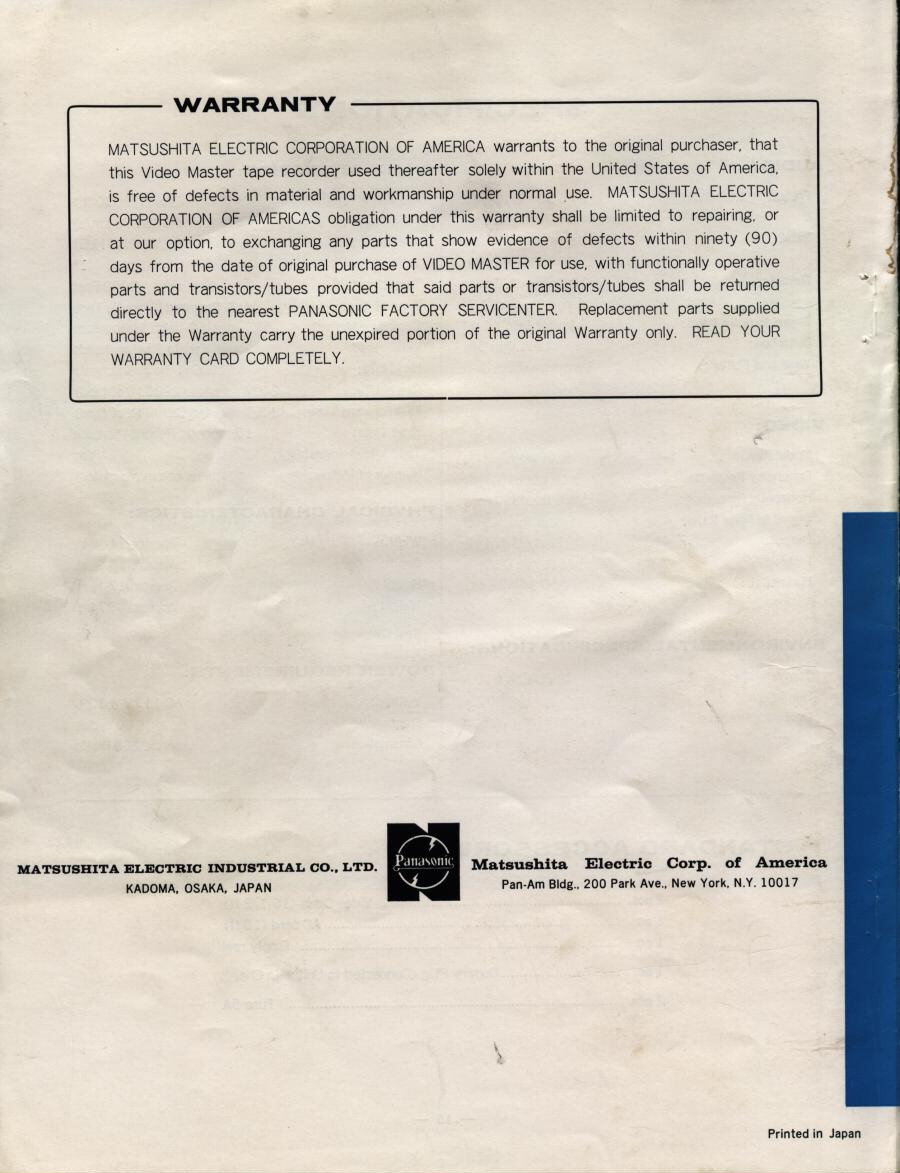 WARRANTY
MATSUSHITA ELECTRIC CORPORATION OF AMERICA warrants to the original purchaser, that
this Video Master tape recorder used thereafter solely within the United States of America,
is free of defects in material and workmanship under normal use. MATSUSHITA ELECTRIC
CORPORATION OF AMERICAS obligation under this warranty shall be limited to repairing, or
at our option, to exchanging any parts that show evidence of defects within ninety (90)
days from the date of original purchase of VIDEO MASTER for use, with functionally operative
parts and transistors/tubes provided that said parts or transistors/tubes shall be returned
directly to the nearest PANASONIC FACTORY SERVICENTER. Replacement parts supplied
under the Warranty carry the unexpired portion of the original Warranty only. READ YOUR
WARRANTY CARD COMPLETELY.
MATSUSHITA ELECTRIC INDUSTRIAL CO., LTD.
KADOMA, OSAKA, JAPAN
Panasonic
Matsushita Electric Corp. of America
Pan-Am Bldg., 200 Park Ave., New York, N.Y. 10017
Printed in Japan